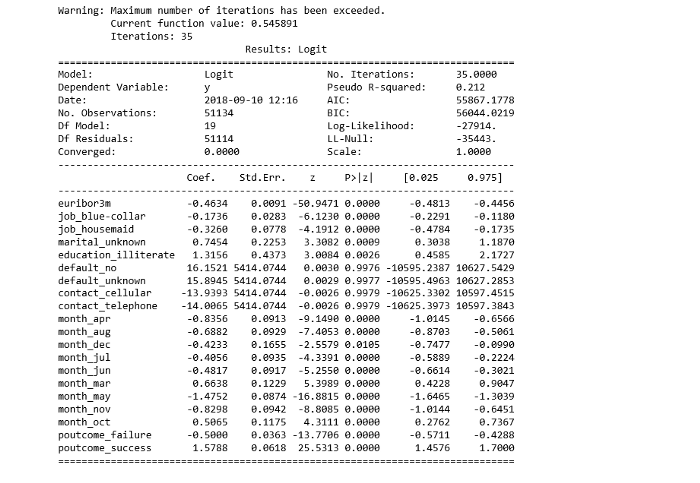 Warning: Maximum number of iterations has been exceeded.
Current function value: 0.545891
Iterations: 35
Results: Logit
Model: Logit No. Iterations: 35.0000
Dependent Variable: y Pseudo R-squared: 0.212
Date: 2018-09-10 12:16 AIC: 55867.1778
No. Observations: 51134 BIC: 56044.0219
Df Model: 19 Log-Likelihood: -27914.
Df Residuals: 51114 LL-Null: -35443.
Converged: 0.0000 Scale: 1.0000
Coef. Std.Err. z P>|z| [0.025 0.975]
euribor3m -0.4634 0.0091 -50.9471 0.0000 -0.4813 -0.4456
job_blue-collar -0.1736 0.0283 -6.1230 0.0000 -0.2291 -0.1180
job_housemaid -0.3260 0.0778 -4.1912 0.0000 -0.4784 -0.1735
marital_unknown 0.7454 0.2253 3.3082 0.0009 0.3038 1.1870
education_illiterate 1.3156 0.4373 3.0084 0.0026 0.4585 2.1727
default_no 16.1521 5414.0744 0.0030 0.9976 -10595.2387 10627.5429
default_unknown 15.8945 5414.0744 0.0029 0.9977 -10595.4963 10627.2853
contact_cellular -13.9393 5414.0744 -0.0026 0.9979 -10625.3302 10597.4515
contact_telephone -14.0065 5414.0744 -0.0026 0.9979 -10625.3973 10597.3843
month_apr -0.8356 0.0913 -9.1490 0.0000 -1.0145 -0.6566
month_aug -0.6882 0.0929 -7.4053 0.0000 -0.8703 -0.5061
month_dec -0.4233 0.1655 -2.5579 0.0105 -0.7477 -0.0990
month_jul -0.4056 0.0935 -4.3391 0.0000 -0.5889 -0.2224
month_jun -0.4817 0.0917 -5.2550 0.0000 -0.6614 -0.3021
month_mar 0.6638 0.1229 5.3989 0.0000 0.4228 0.9047
month_may -1.4752 0.0874 -16.8815 0.0000 -1.6465 -1.3039
month_nov -0.8298 0.0942 -8.8085 0.0000 -1.0144 -0.6451
month_oct 0.5065 0.1175 4.3111 0.0000 0.2762 0.7367
poutcome_failure -0.5000 0.0363 -13.7706 0.0000 -0.5711 -0.4288
poutcome_success 1.5788 0.0618 25.5313 0.0000 1.4576 1.7000